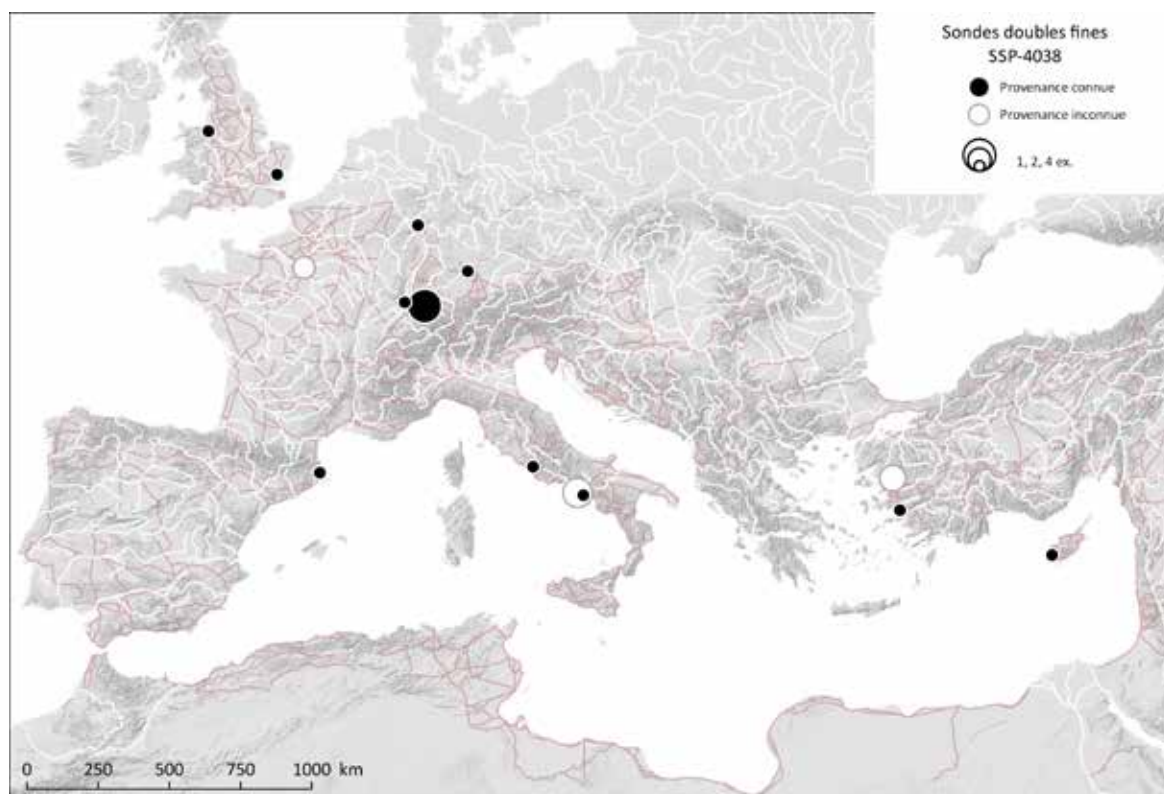 Sondes doubles fines
SSP-4038
Provenance connue
Provenance inconnue
1, 2, 4 ex.
0 250 500 750 1000 km